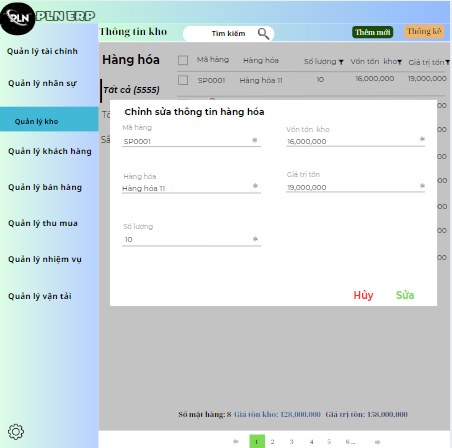 PLN
PLN ERP
Thông tin kho
Tìm kiếm
Thêm mới
Thống kê
Quản lý tài chính
Quản lý nhân sự
Quản lý kho
Quản lý khách hàng
Quản lý bán hàng
Quản lý thu mua
Quản lý nhiệm vụ
Quản lý vận tải
Hàng hóa
Mã hàng Hàng hóa Số lượng Vốn tồn kho Giá trị tồn
Tất cả (5555)
SP0001 Hàng hóa 11 10 16,000,000 19,000,000
Chỉnh sửa thông tin hàng hóa
Mã hàng
SP0001 *
Vốn tồn kho
16,000,000 *
Hàng hóa
Hàng hóa 11 *
Giá trị tồn
19,000,000 *
Số lượng
10 *
Hủy Sửa
Số mặt hàng: 8 Giá tồn kho: 128,000,000 Giá trị tồn: 158,000,000
1 2 3 4 5 6 ...